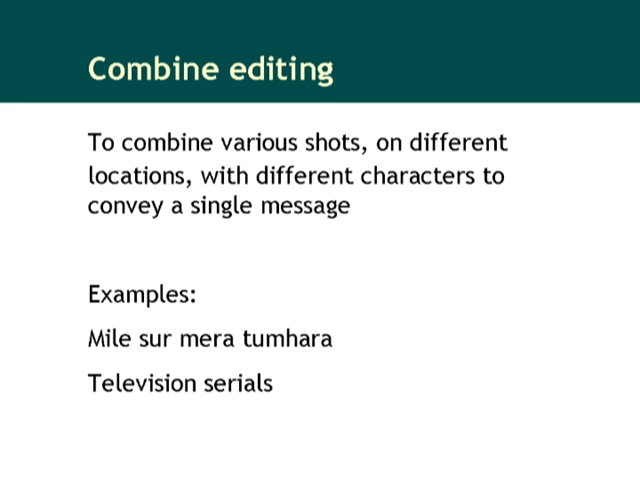 Combine editing
To combine various shots, on different
locations, with different characters to
convey a single message
Examples:
Mile sur mera tumhara
Television serials